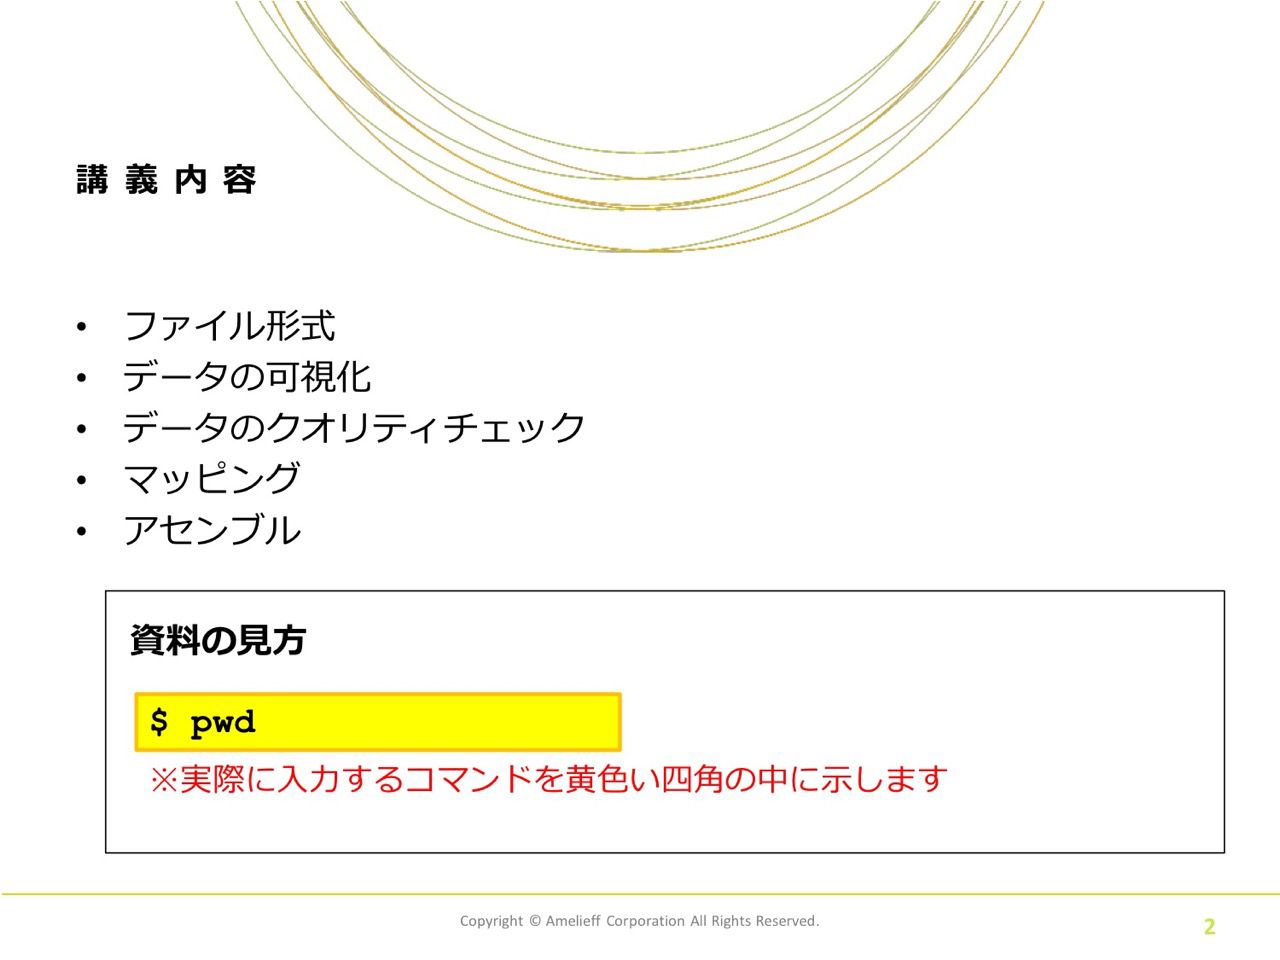 講義内容
• ファイル形式
• データの可視化
• データのクオリティチェック
• マッピング
• アセンブル
資料の見方
$ pwd
※実際に入力するコマンドを黄色い四角の中に示します
Copyright © Amelieff Corporation All Rights Reserved.
2